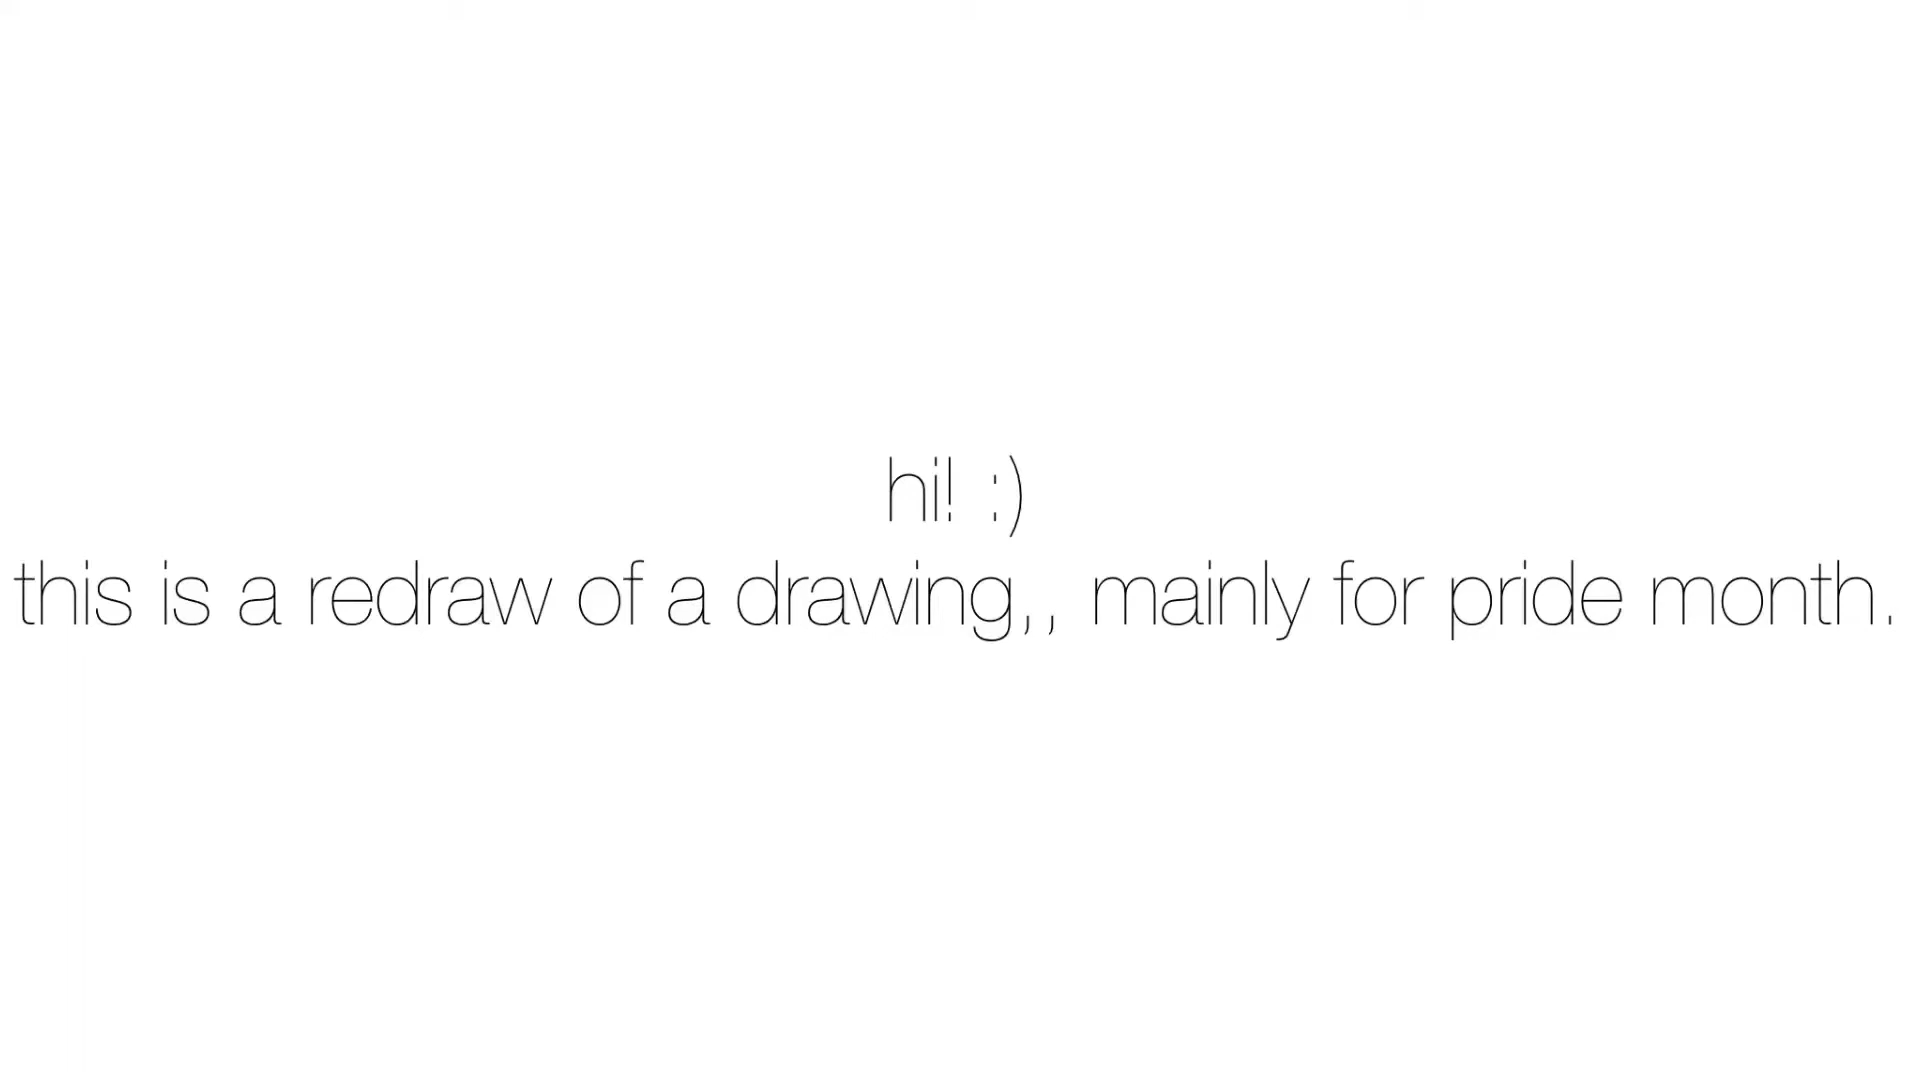 hi! :)
this is a redraw of a drawing,, mainly for pride month.